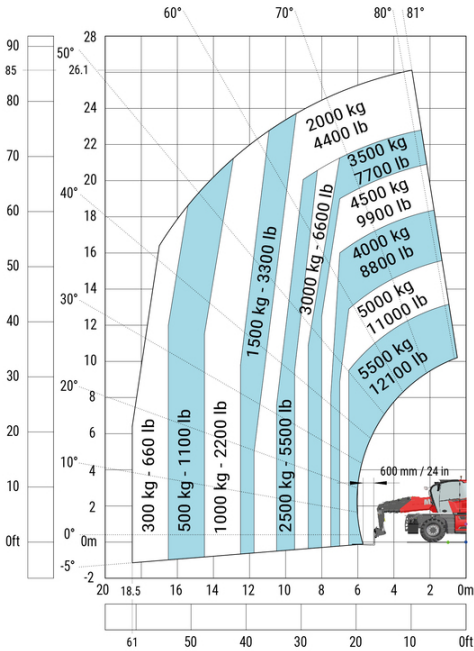 60° 70° 80° 81°
90 28
50°
85 26.1
80 24
2000 kg
4400 lb
22
3500 kg
7700 lb
70
20
40°
4500 kg
9900 lb
60 18
3000 kg - 6600 lb
4000 kg
8800 lb
16
1500 kg - 3300 lb
50
14
30°
5000 kg
11000 lb
40 12
10
5500 kg
12100 lb
30
20°
8
300 kg - 660 lb
500 kg - 1100 lb
1000 kg - 2200 lb
2500 kg - 5500 lb
20 6
10°
4
600 mm / 24 in
10
2
0ft 0° 0m
-5°
-2
20 18.5 16 14 12 10 8 6 4 2 0m
61 50 40 30 20 10 0ft